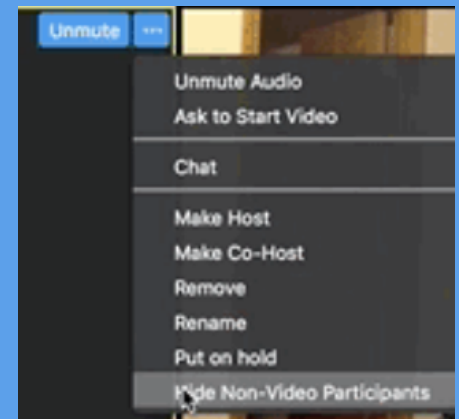 Unmute ...
Unmute Audio
Ask to Start Video
Chat
Make Host
Make Co-Host
Remove
Rename
Put on hold
Hide Non-Video Participants